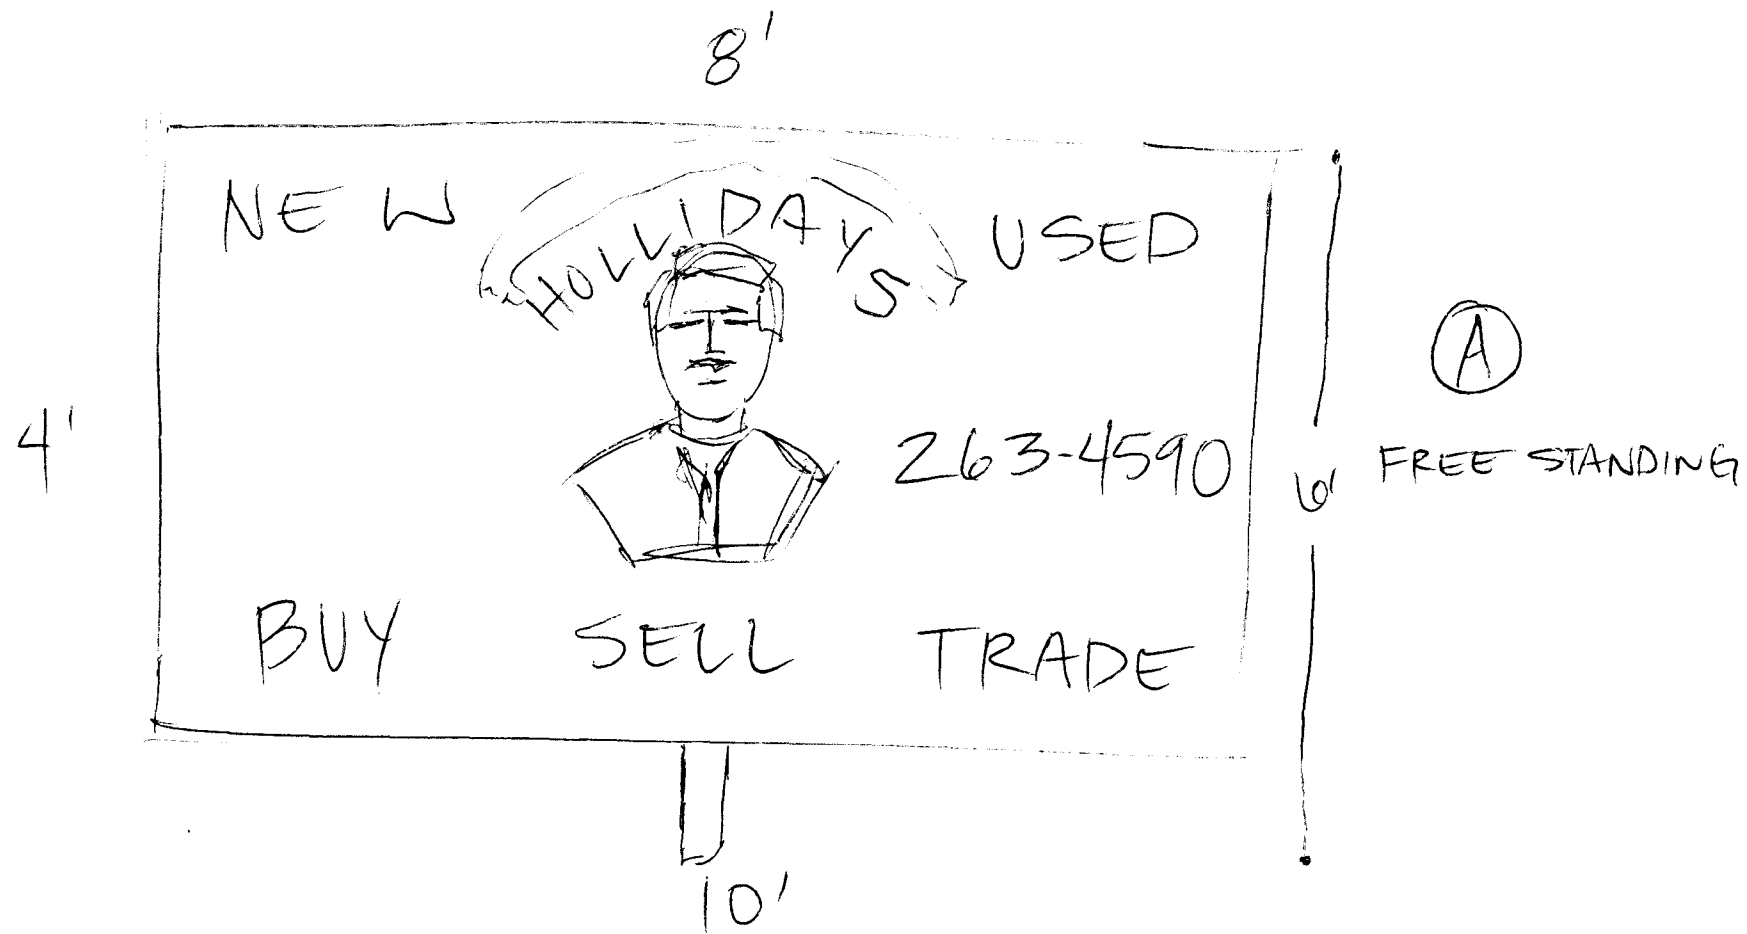 8'
NEW HOLLIDAYS USED
A
4' 263-4590 6' FREE STANDING
BUY SELL TRADE
10'